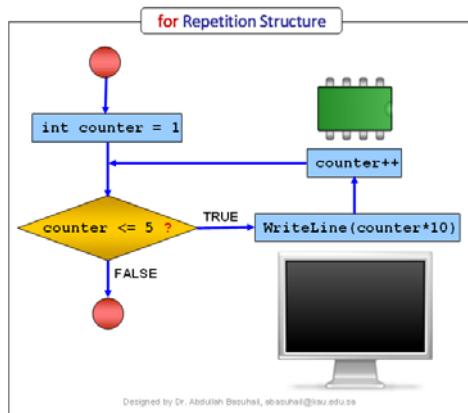 for Repetition Structure
int counter = 1
counter++
counter <= 5 ?
TRUE
WriteLine(counter*10)
FALSE
Designed by Dr. Abdullah Basuhail, abasuhail@kau.edu.sa